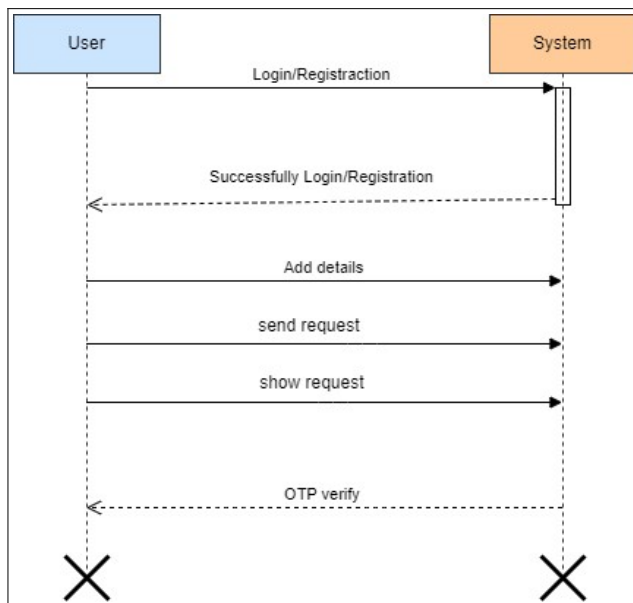 User
System
Login/Registraction
Successfully Login/Registration
Add details
send request
show request
OTP verify